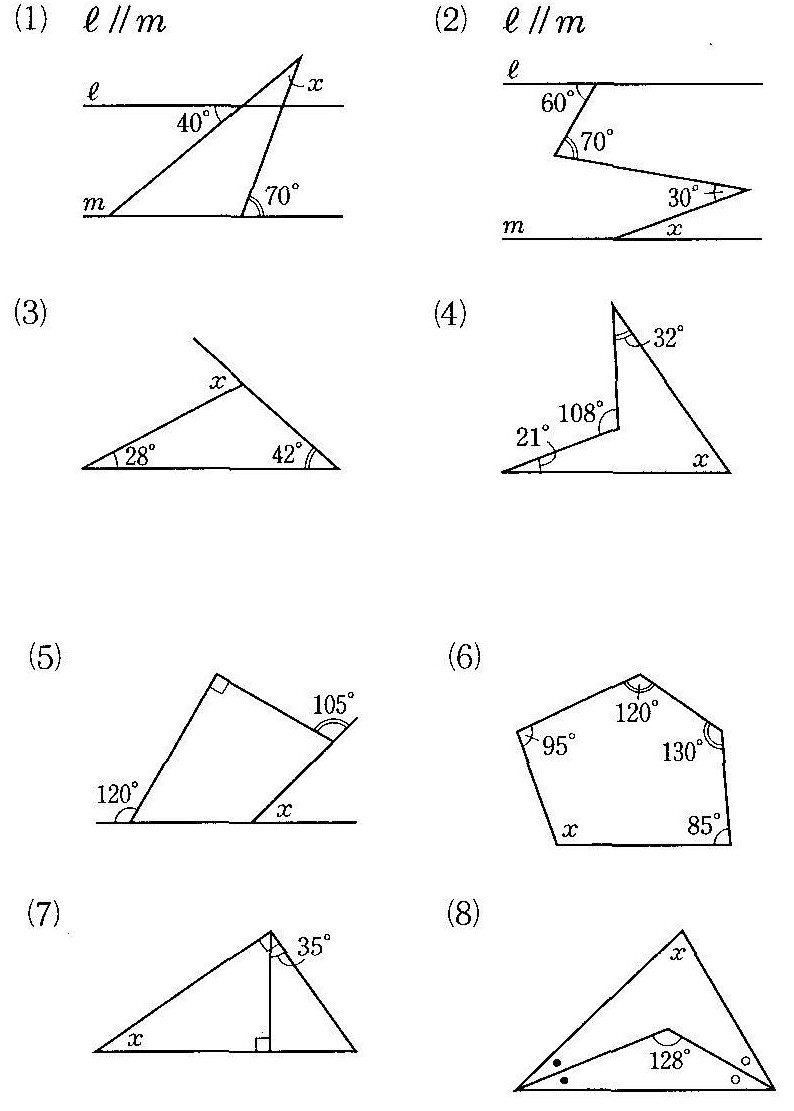 (1) ℓ // m
ℓ
x
40°
m
70°
(2) ℓ // m
ℓ
60°
70°
30°
m
x
(3)
x
28°
42°
(4)
32°
108°
21°
x
(5)
105°
120°
x
(6)
120°
95°
130°
x
85°
(7)
35°
x
(8)
x
128°